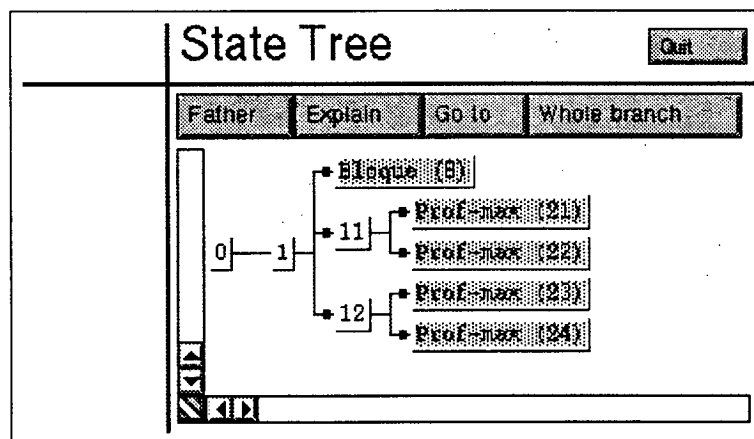 State Tree
Quit
Father Explain Go to Whole branch
Bloque (8)
Prof-max (21)
11
Prof-max (22)
0 1
Prof-max (23)
12
Prof-max (24)